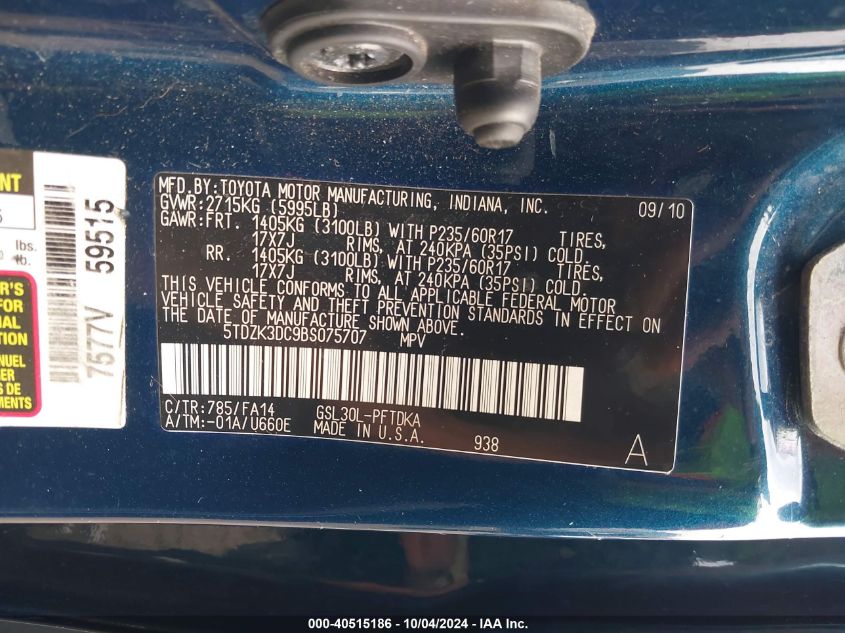 MFD.BY:TOYOTA MOTOR MANUFACTURING, INDIANA, INC. 09/10
GVWR:2715KG (5995LB)
GAWR:FRT. 1405KG (3100LB) WITH P235/60R17 TIRES,
17X7J RIMS, AT 240KPA (35PSI) COLD.
RR. 1405KG (3100LB) WITH P235/60R17 TIRES,
17X7J RIMS, AT 240KPA (35PSI) COLD.
THIS VEHICLE CONFORMS TO ALL APPLICABLE FEDERAL MOTOR
VEHICLE SAFETY AND THEFT PREVENTION STANDARDS IN EFFECT ON
THE DATE OF MANUFACTURE SHOWN ABOVE.
5TDZK3DC9BS075707 MPV
C/TR:785/FA14 GSL30L-PFTDKA
A/TM:-01A/U660E MADE IN U.S.A. 938 A
7577V 59515
lbs.
lb.
FOR
000-40515186 - 10/04/2024 - IAA Inc.